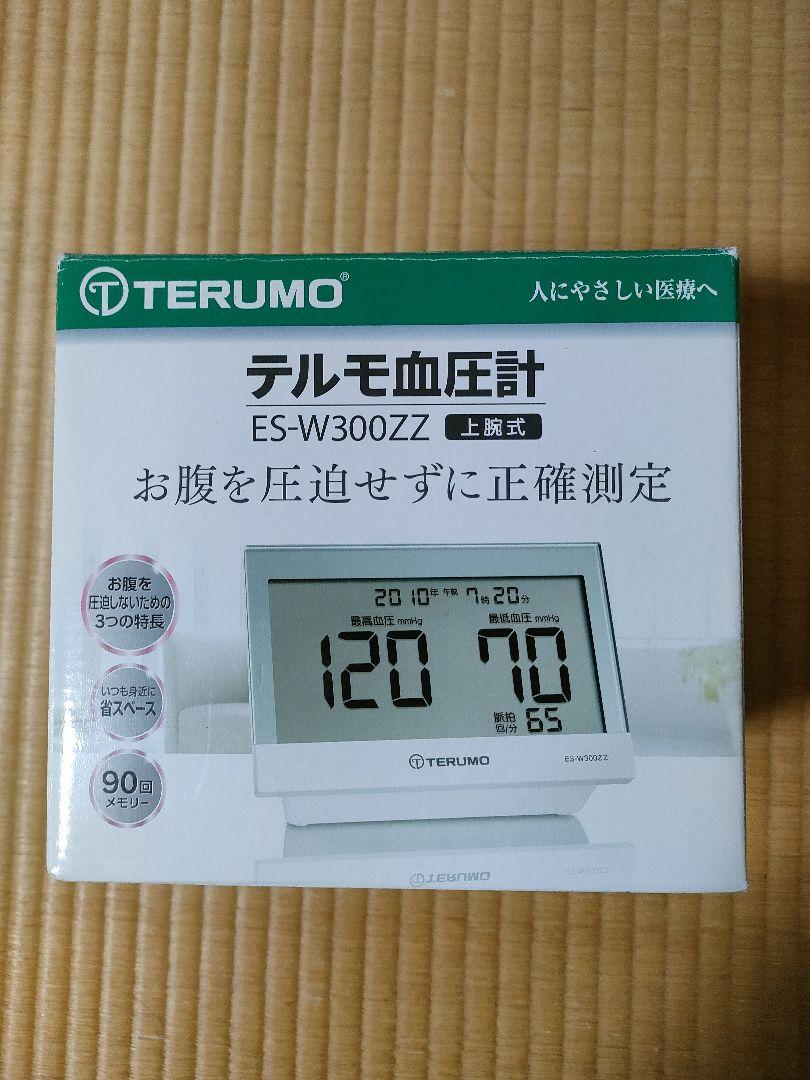 TERUMO®
人にやさしい医療へ
テルモ血圧計
ES-W300ZZ 上腕式
お腹を圧迫せずに正確測定
お腹を
圧迫しないための
3つの特長
いつも身近に
省スペース
90回
メモリー
2010年 午前 7時20分
最高血圧 mmHg 最低血圧 mmHg
120 70
脈拍
回/分 65
TERUMO ES-W300ZZ